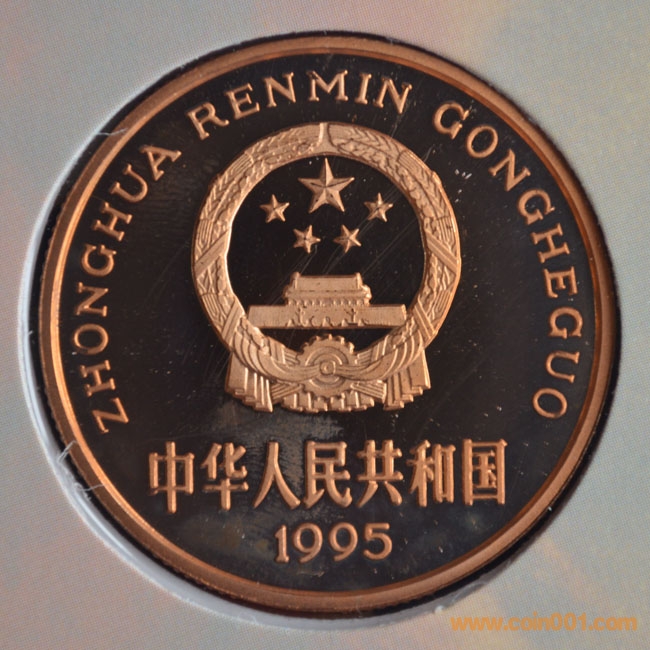 ZHONGHUA RENMIN GONGHEGUO
中华人民共和国
1995
www.coin001.com